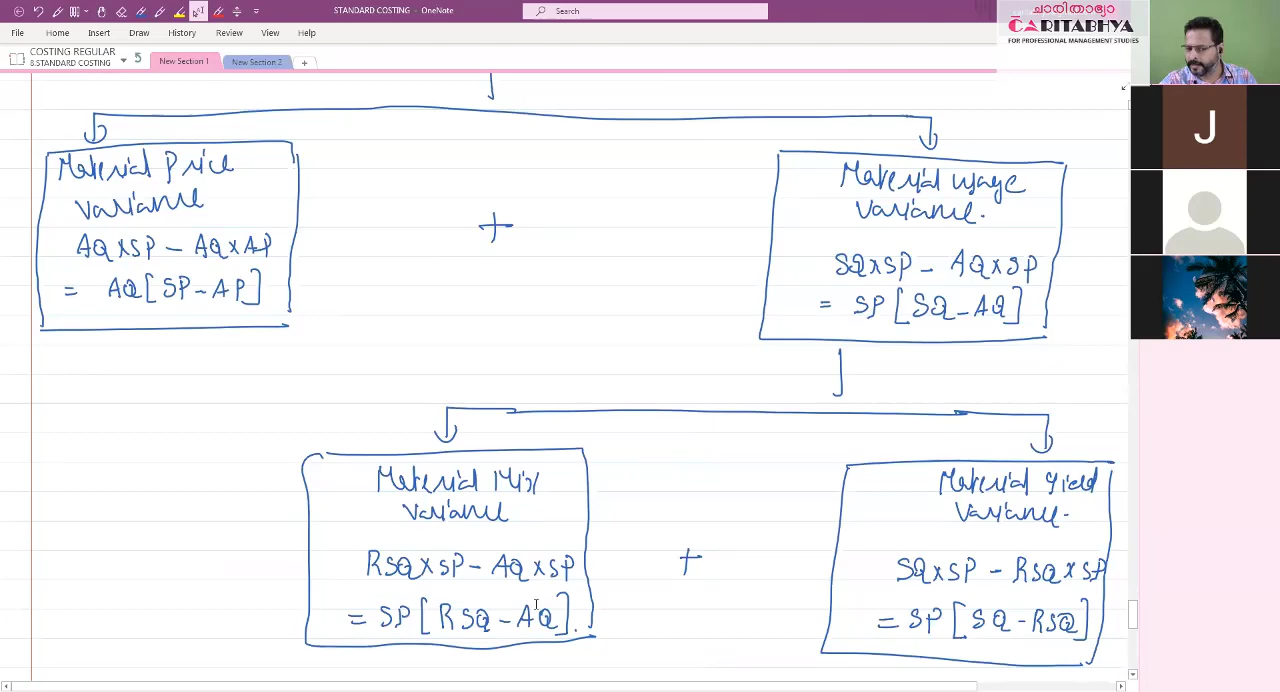 STANDARD COSTING - OneNote
Search
ചാരിതാഭ്യാ
CARITABHYA
FOR PROFESSIONAL MANAGEMENT STUDIES
File Home Insert Draw History Review View Help
COSTING REGULAR
8.STANDARD COSTING
5
New Section 1
New Section 2
+
J
Material Price
variance
AQ×SP - AQ×AP
= AQ[SP-AP]
+
Material usage
variance.
SQ×SP - AQ×SP
= SP[SQ-AQ]
Material Mix
variance
RSQ×SP - AQ×SP
= SP[RSQ-AQ].
+
Material yield
variance.
SQ×SP - RSQ×SP
= SP[SQ-RSQ]